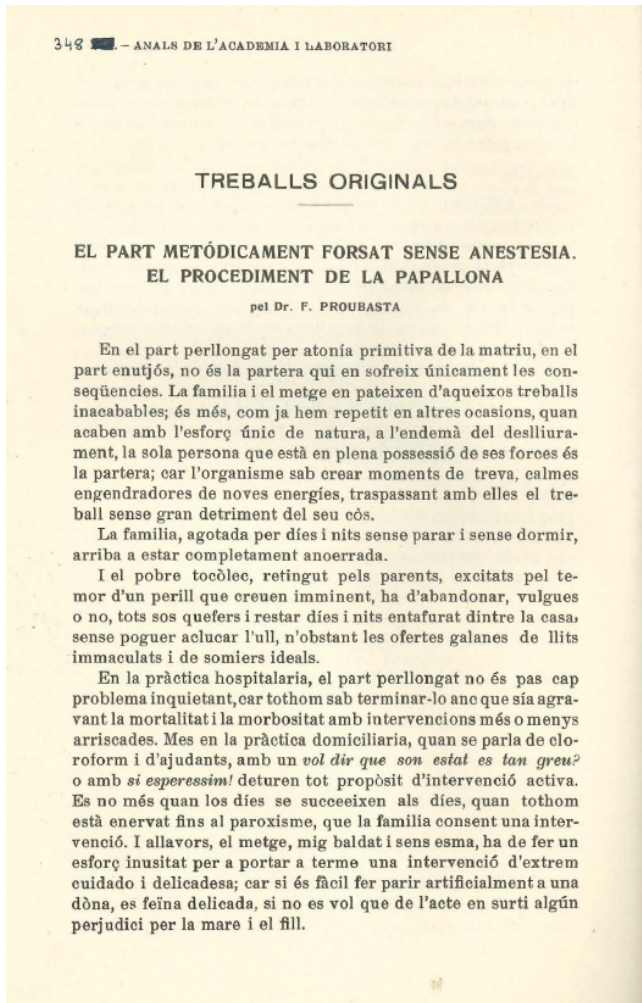 348 . — ANALS DE L'ACADEMIA I LABORATORI
TREBALLS ORIGINALS
EL PART METÓDICAMENT FORSAT SENSE ANESTESIA.
EL PROCEDIMENT DE LA PAPALLONA
pel Dr. F. PROUBASTA
En el part perllongat per atonía primitiva de la matriu, en el
part enutjós, no és la partera qui en sofreix únicament les con-
seqüencies. La familia i el metge en pateixen d'aqueixos treballs
inacabables; és més, com ja hem repetit en altres ocasions, quan
acaben amb l'esforç únic de natura, a l'endemà del deslliura-
ment, la sola persona que està en plena possessió de ses forces és
la partera; car l'organisme sab crear moments de treva, calmes
engendradores de noves energíes, traspassant amb elles el tre-
ball sense gran detriment del seu còs.
La familia, agotada per díes i nits sense parar i sense dormir,
arriba a estar completament anoerrada.
I el pobre tocòlec, retingut pels parents, excitats pel te-
mor d'un perill que creuen imminent, ha d'abandonar, vulgues
o no, tots sos quefers i restar díes i nits entafurat dintre la casa,
sense poguer aclucar l'ull, n'obstant les ofertes galanes de llits
immaculats i de somiers ideals.
En la pràctica hospitalaria, el part perllongat no és pas cap
problema inquietant, car tothom sab terminar-lo anc que sía agra-
vant la mortalitat i la morbositat amb intervencions més o menys
arriscades. Mes en la pràctica domiciliaria, quan se parla de clo-
roform i d'ajudants, amb un vol dir que son estat es tan greu?
o amb si esperessim! deturen tot propòsit d'intervenció activa.
Es no més quan los díes se succeeixen als díes, quan tothom
està enervat fins al paroxisme, que la familia consent una inter-
venció. I allavors, el metge, mig baldat i sens esma, ha de fer un
esforç inusitat per a portar a terme una intervenció d'extrem
cuidado i delicadesa; car si és fàcil fer parir artificialment a una
dòna, es feïna delicada, si no es vol que de l'acte en surti algún
perjudici per la mare i el fill.